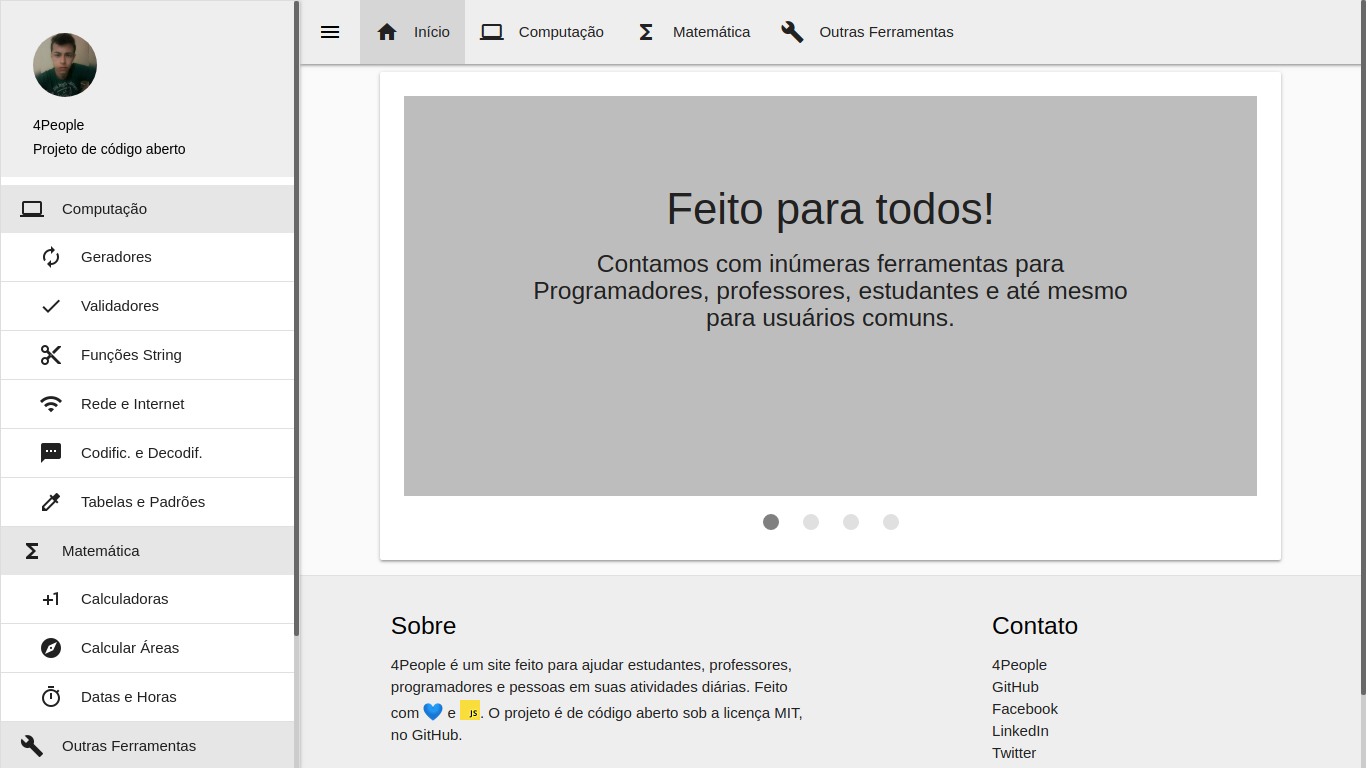 4People
Projeto de código aberto
Computação
Geradores
Validadores
Funções String
Rede e Internet
Codific. e Decodif.
Tabelas e Padrões
Matemática
+1
Calculadoras
Calcular Áreas
Datas e Horas
Outras Ferramentas
Início
Computação
Matemática
Outras Ferramentas
Feito para todos!
Contamos com inúmeras ferramentas para
Programadores, professores, estudantes e até mesmo
para usuários comuns.
Sobre
4People é um site feito para ajudar estudantes, professores,
programadores e pessoas em suas atividades diárias. Feito
com 💙 e JS. O projeto é de código aberto sob a licença MIT,
no GitHub.
Contato
4People
GitHub
Facebook
LinkedIn
Twitter